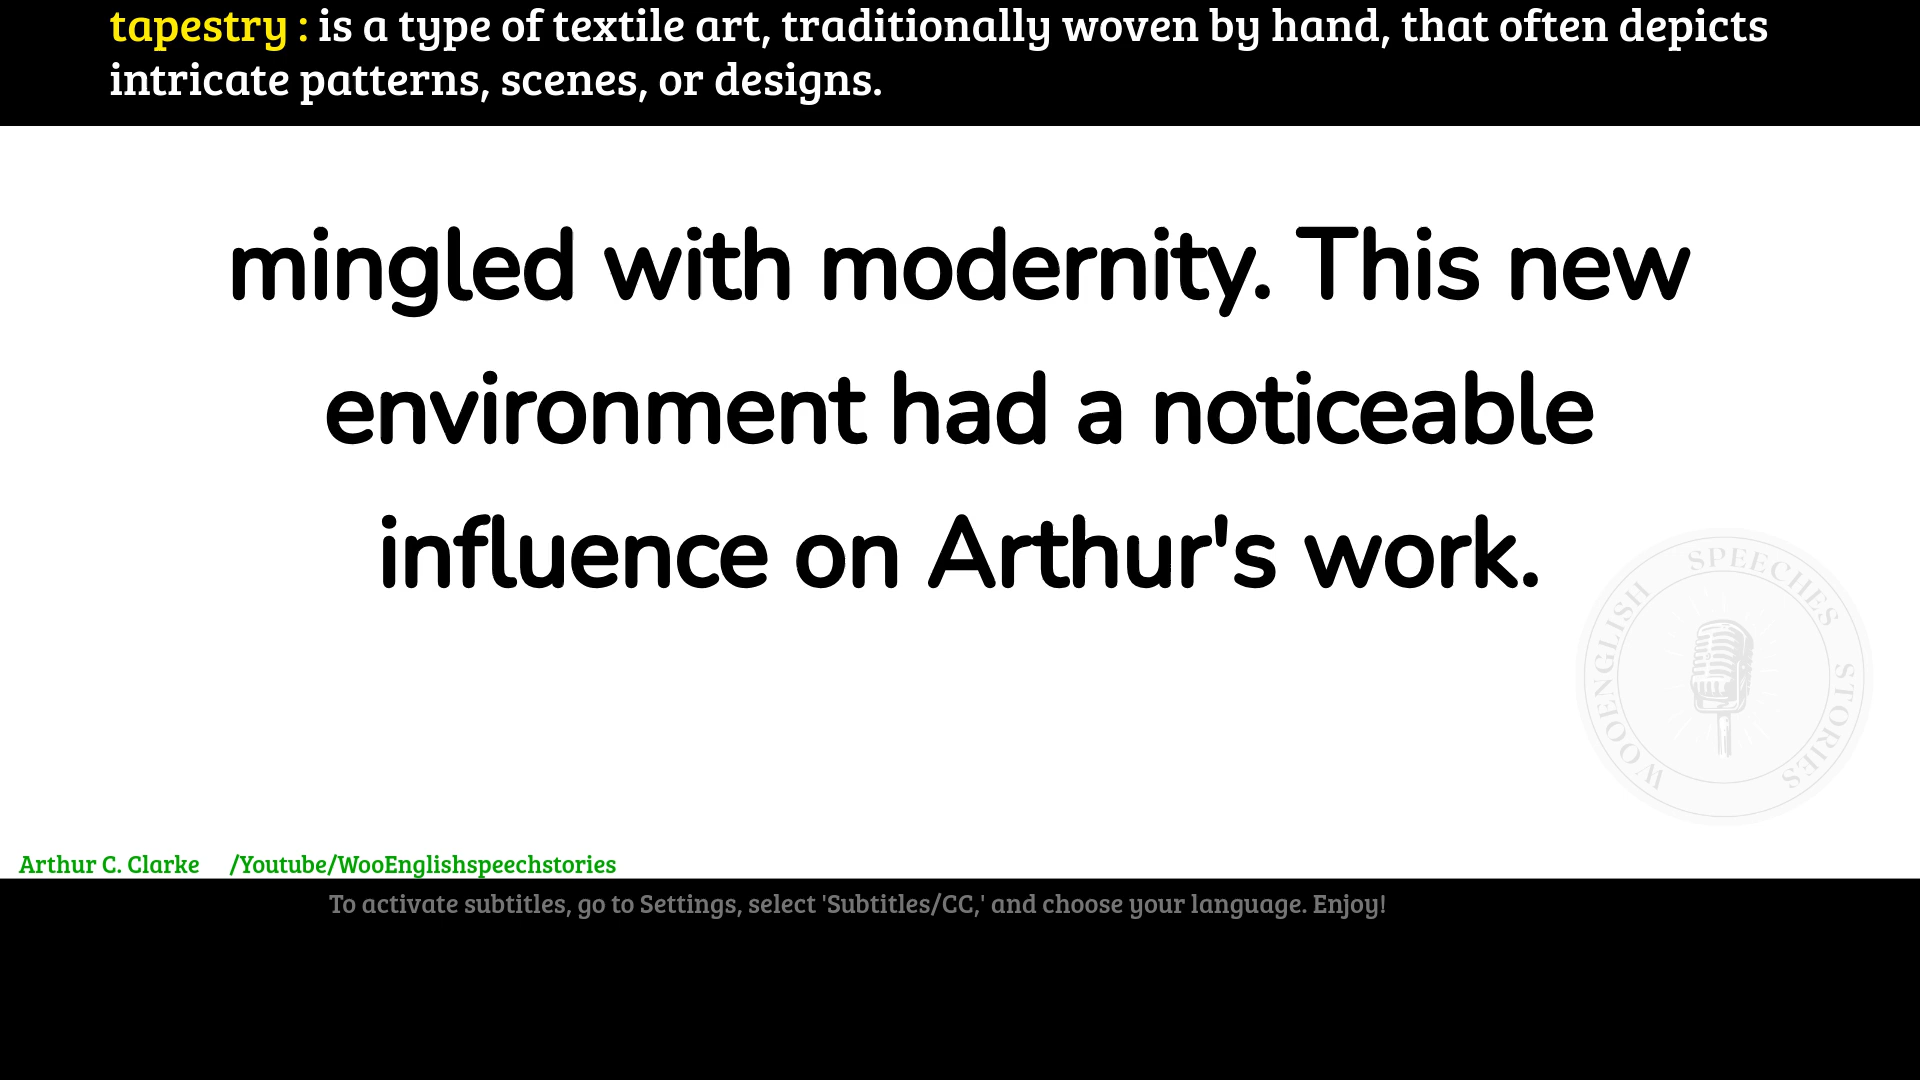 tapestry : is a type of textile art, traditionally woven by hand, that often depicts
intricate patterns, scenes, or designs.
mingled with modernity. This new
environment had a noticeable
influence on Arthur's work.
WOOENGLISH SPEECHES STORIES
Arthur C. Clarke /Youtube/WooEnglishspeechstories
To activate subtitles, go to Settings, select 'Subtitles/CC,' and choose your language. Enjoy!